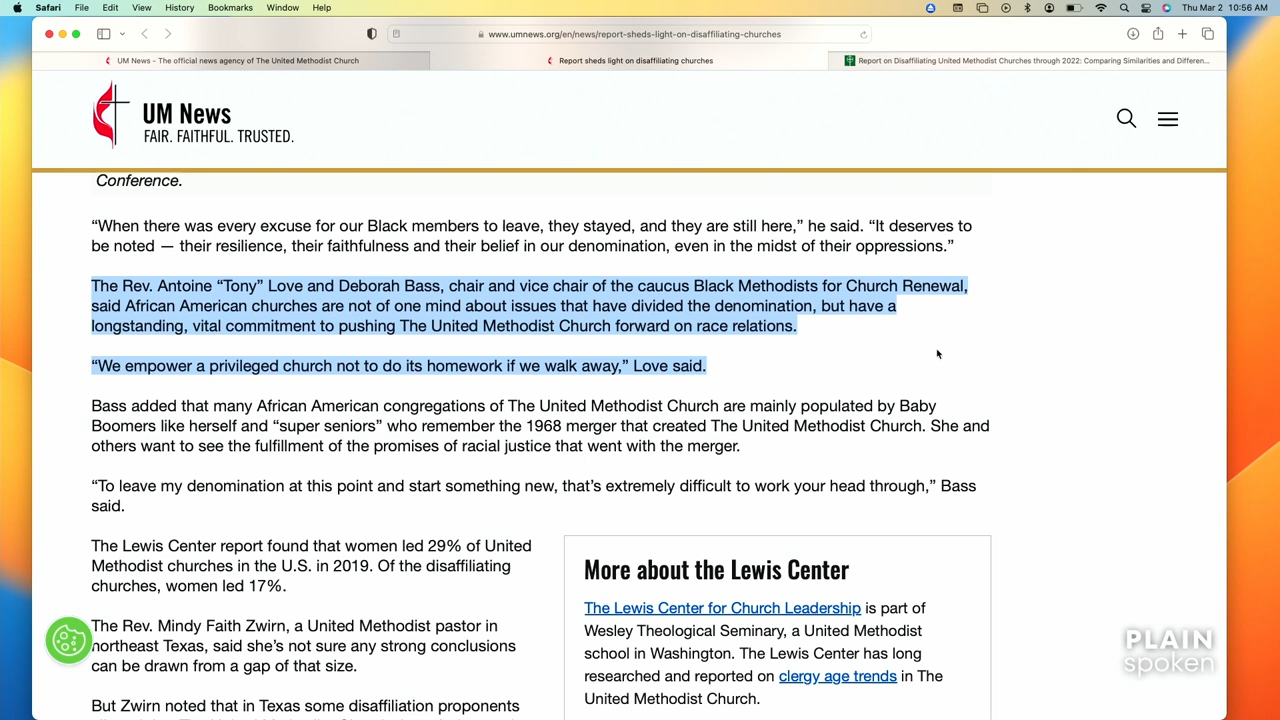 Safari File Edit View History Bookmarks Window Help Thu Mar 2 10:56 AM
www.umnews.org/en/news/report-sheds-light-on-disaffiliating-churches
UM News - The official news agency of The United Methodist Church
Report sheds light on disaffiliating churches
Report on Disaffiliating United Methodist Churches through 2022: Comparing Similarities and Differen...
UM News
FAIR. FAITHFUL. TRUSTED.
Conference.
“When there was every excuse for our Black members to leave, they stayed, and they are still here,” he said. “It deserves to
be noted — their resilience, their faithfulness and their belief in our denomination, even in the midst of their oppressions.”
The Rev. Antoine “Tony” Love and Deborah Bass, chair and vice chair of the caucus Black Methodists for Church Renewal,
said African American churches are not of one mind about issues that have divided the denomination, but have a
longstanding, vital commitment to pushing The United Methodist Church forward on race relations.
“We empower a privileged church not to do its homework if we walk away,” Love said.
Bass added that many African American congregations of The United Methodist Church are mainly populated by Baby
Boomers like herself and “super seniors” who remember the 1968 merger that created The United Methodist Church. She and
others want to see the fulfillment of the promises of racial justice that went with the merger.
“To leave my denomination at this point and start something new, that’s extremely difficult to work your head through,” Bass
said.
The Lewis Center report found that women led 29% of United
Methodist churches in the U.S. in 2019. Of the disaffiliating
churches, women led 17%.
The Rev. Mindy Faith Zwirn, a United Methodist pastor in
northeast Texas, said she’s not sure any strong conclusions
can be drawn from a gap of that size.
But Zwirn noted that in Texas some disaffiliation proponents
More about the Lewis Center
The Lewis Center for Church Leadership is part of
Wesley Theological Seminary, a United Methodist
school in Washington. The Lewis Center has long
researched and reported on clergy age trends in The
United Methodist Church.
PLAIN
spoken